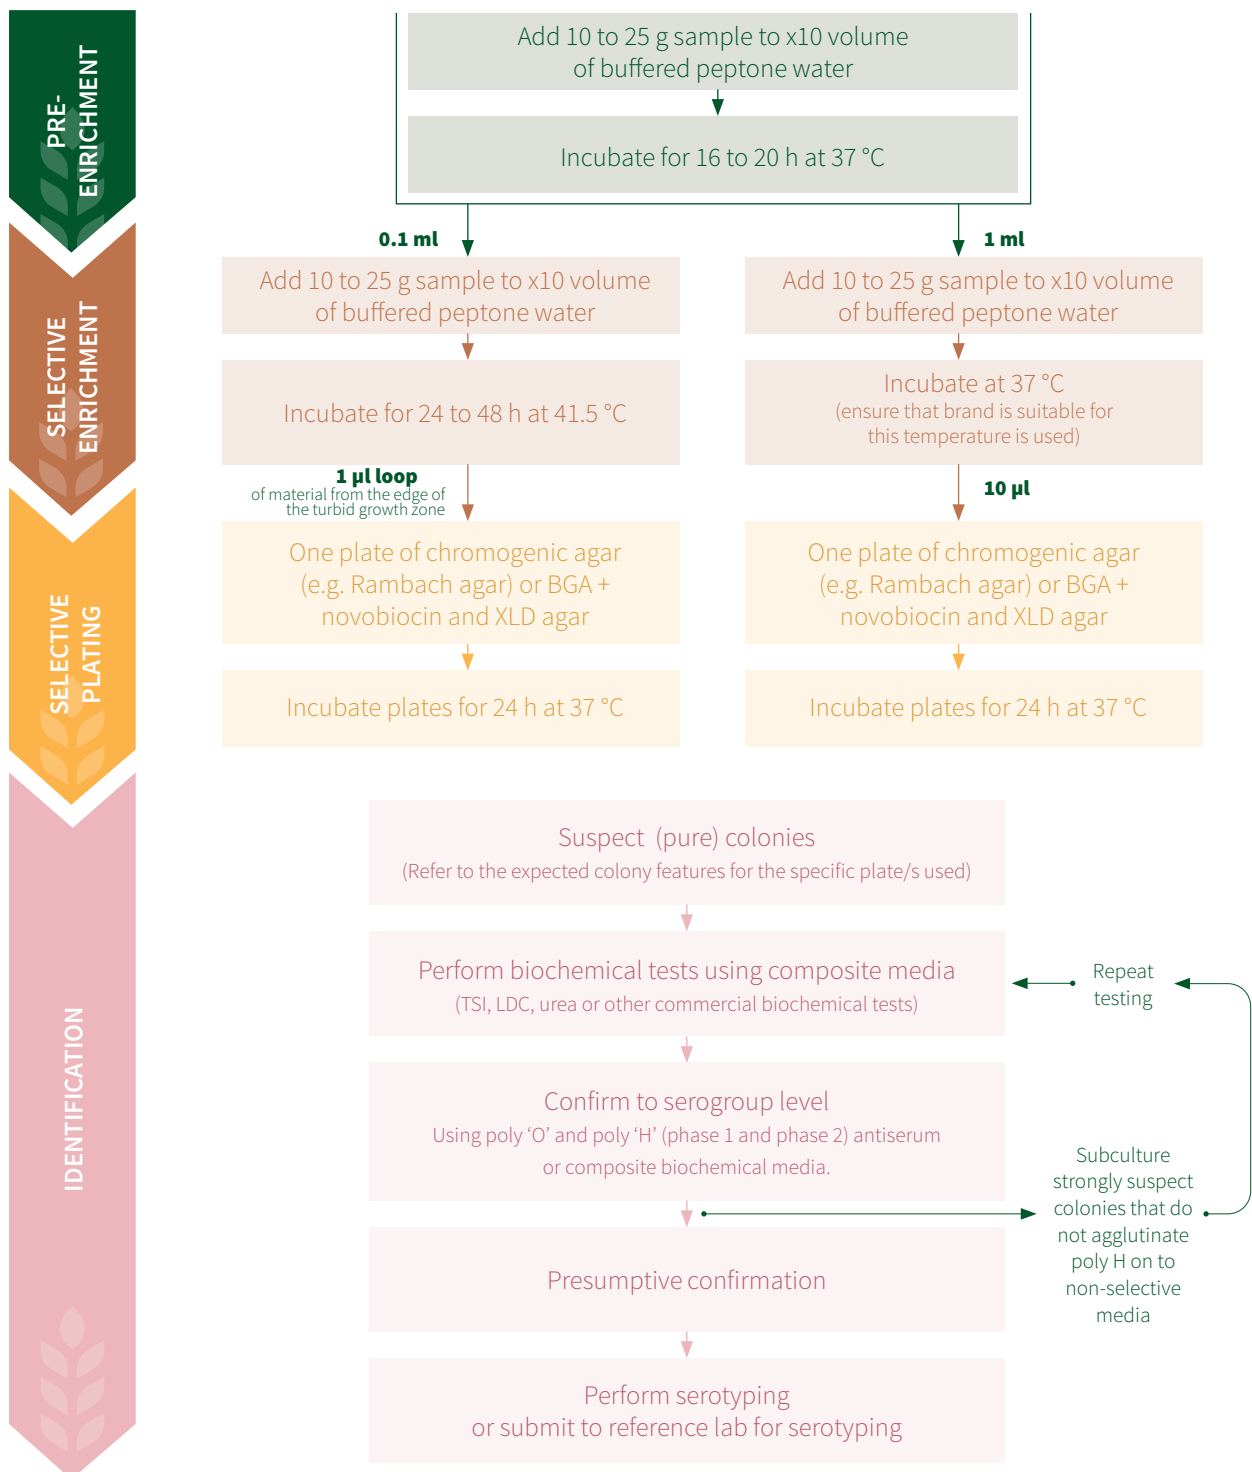 PRE-
ENRICHMENT
Add 10 to 25 g sample to x10 volume
of buffered peptone water
Incubate for 16 to 20 h at 37 °C
0.1 ml
1 ml
SELECTIVE
ENRICHMENT
Add 10 to 25 g sample to x10 volume
of buffered peptone water
Add 10 to 25 g sample to x10 volume
of buffered peptone water
Incubate for 24 to 48 h at 41.5 °C
Incubate at 37 °C
(ensure that brand is suitable for
this temperature is used)
1 µl loop
of material from the edge of
the turbid growth zone
10 µl
SELECTIVE
PLATING
One plate of chromogenic agar
(e.g. Rambach agar) or BGA +
novobiocin and XLD agar
One plate of chromogenic agar
(e.g. Rambach agar) or BGA +
novobiocin and XLD agar
Incubate plates for 24 h at 37 °C
Incubate plates for 24 h at 37 °C
IDENTIFICATION
Suspect (pure) colonies
(Refer to the expected colony features for the specific plate/s used)
Perform biochemical tests using composite media
(TSI, LDC, urea or other commercial biochemical tests)
Repeat
testing
Confirm to serogroup level
Using poly ‘O’ and poly ‘H’ (phase 1 and phase 2) antiserum
or composite biochemical media.
Subculture
strongly suspect
colonies that do
not agglutinate
poly H on to
non-selective
media
Presumptive confirmation
Perform serotyping
or submit to reference lab for serotyping